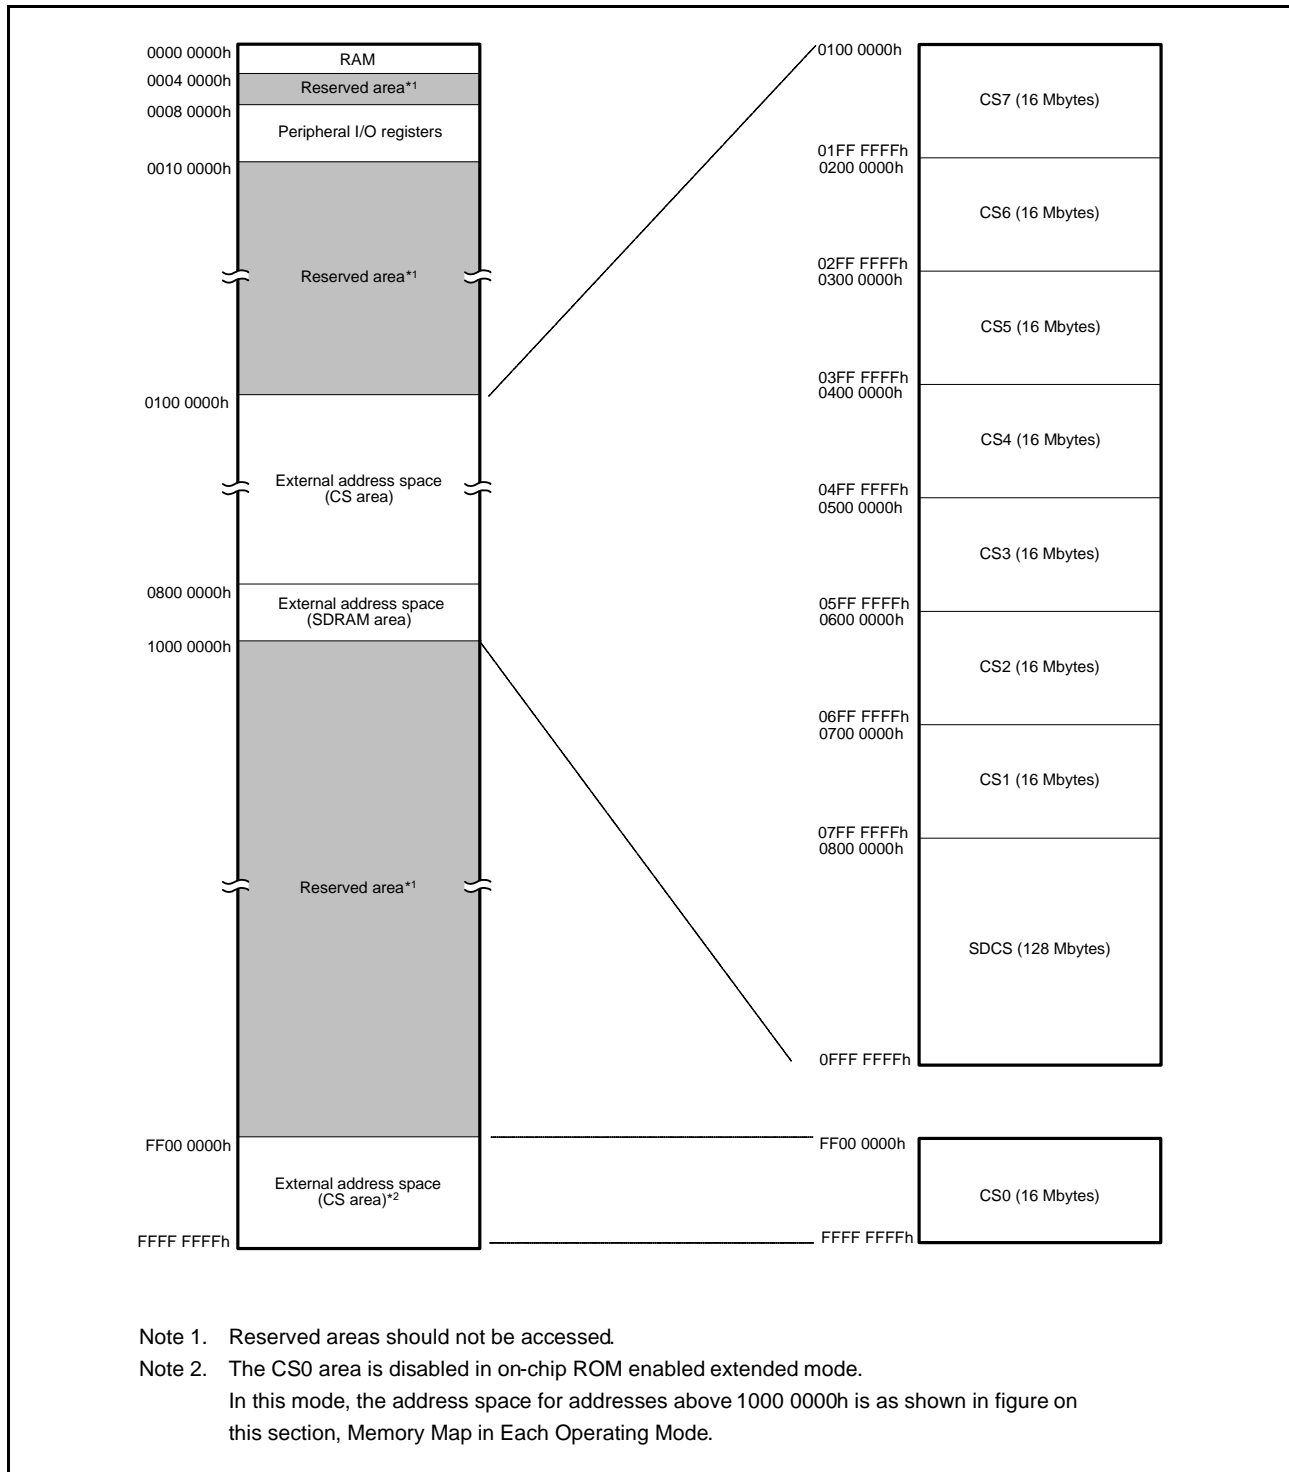 0000 0000h
RAM
0004 0000h
Reserved area*1
0008 0000h
Peripheral I/O registers
0010 0000h
Reserved area*1
0100 0000h
External address space
(CS area)
0800 0000h
External address space
(SDRAM area)
1000 0000h
Reserved area*1
FF00 0000h
External address space
(CS area)*2
FFFF FFFFh
0100 0000h
CS7 (16 Mbytes)
01FF FFFFh
0200 0000h
CS6 (16 Mbytes)
02FF FFFFh
0300 0000h
CS5 (16 Mbytes)
03FF FFFFh
0400 0000h
CS4 (16 Mbytes)
04FF FFFFh
0500 0000h
CS3 (16 Mbytes)
05FF FFFFh
0600 0000h
CS2 (16 Mbytes)
06FF FFFFh
0700 0000h
CS1 (16 Mbytes)
07FF FFFFh
0800 0000h
SDCS (128 Mbytes)
0FFF FFFFh
FF00 0000h
CS0 (16 Mbytes)
FFFF FFFFh
Note 1. Reserved areas should not be accessed.
Note 2. The CS0 area is disabled in on-chip ROM enabled extended mode.
In this mode, the address space for addresses above 1000 0000h is as shown in figure on
this section, Memory Map in Each Operating Mode.